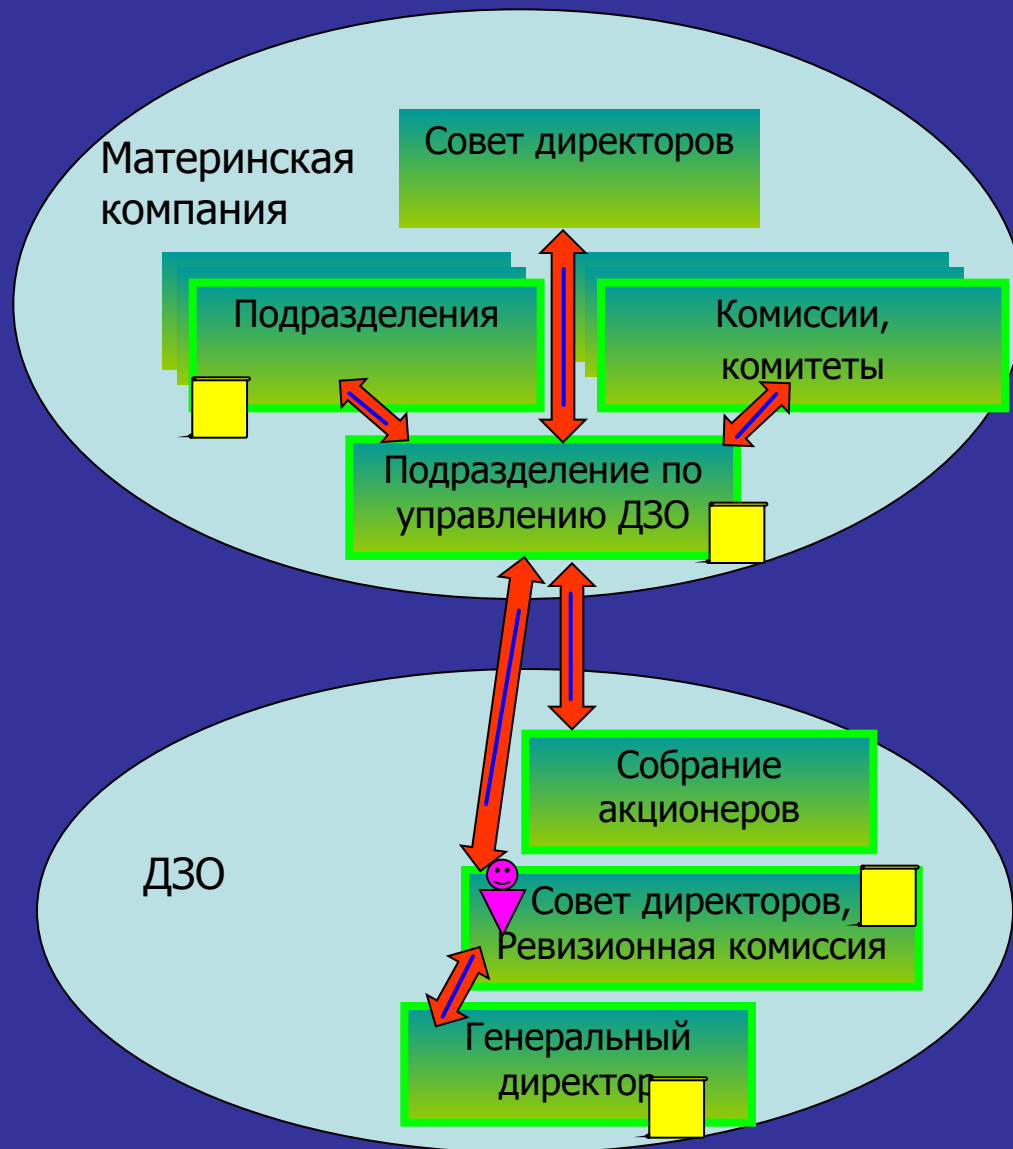 Материнская
компания
Совет директоров
Подразделения
Комиссии,
комитеты
Подразделение по
управлению ДЗО
ДЗО
Собрание
акционеров
Совет директоров,
Ревизионная комиссия
Генеральный
директор